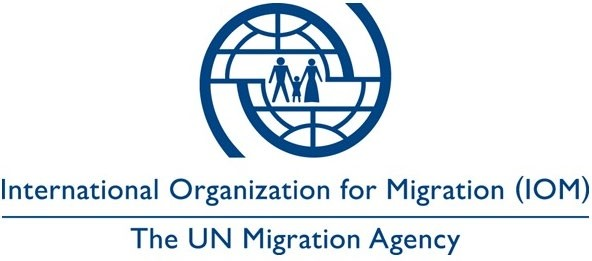 International Organization for Migration (IOM)
The UN Migration Agency